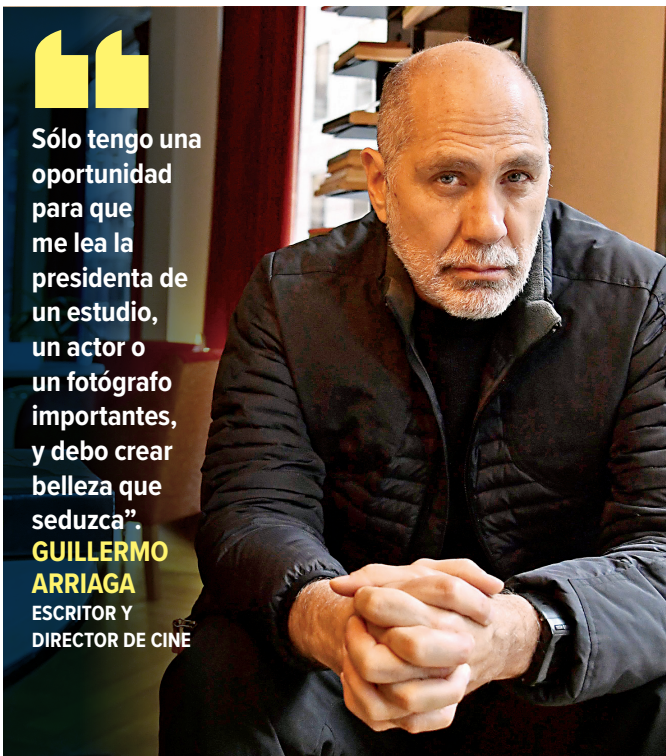 Sólo tengo una
oportunidad
para que
me lea la
presidenta de
un estudio,
un actor o
un fotógrafo
importantes,
y debo crear
belleza que
seduzca”.
GUILLERMO
ARRIAGA
ESCRITOR Y
DIRECTOR DE CINE